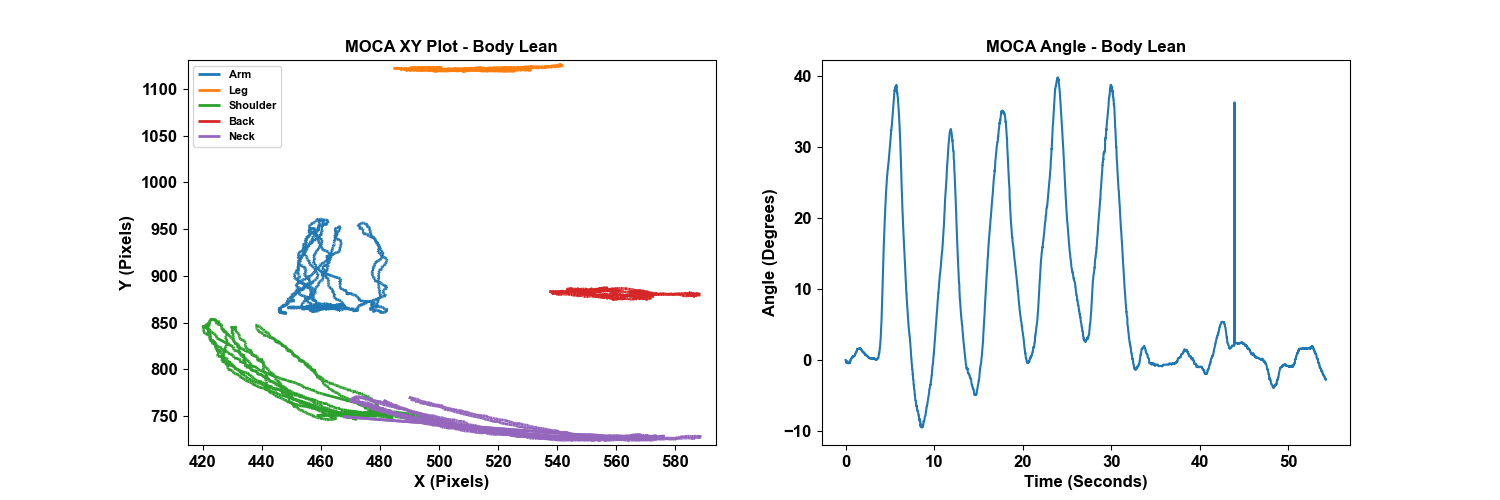 MOCA XY Plot - Body Lean
Arm
Leg
Shoulder
Back
Neck
1100
1050
1000
950
900
850
800
750
Y (Pixels)
420 440 460 480 500 520 540 560 580
X (Pixels)
MOCA Angle - Body Lean
40
30
20
10
0
−10
Angle (Degrees)
0 10 20 30 40 50
Time (Seconds)